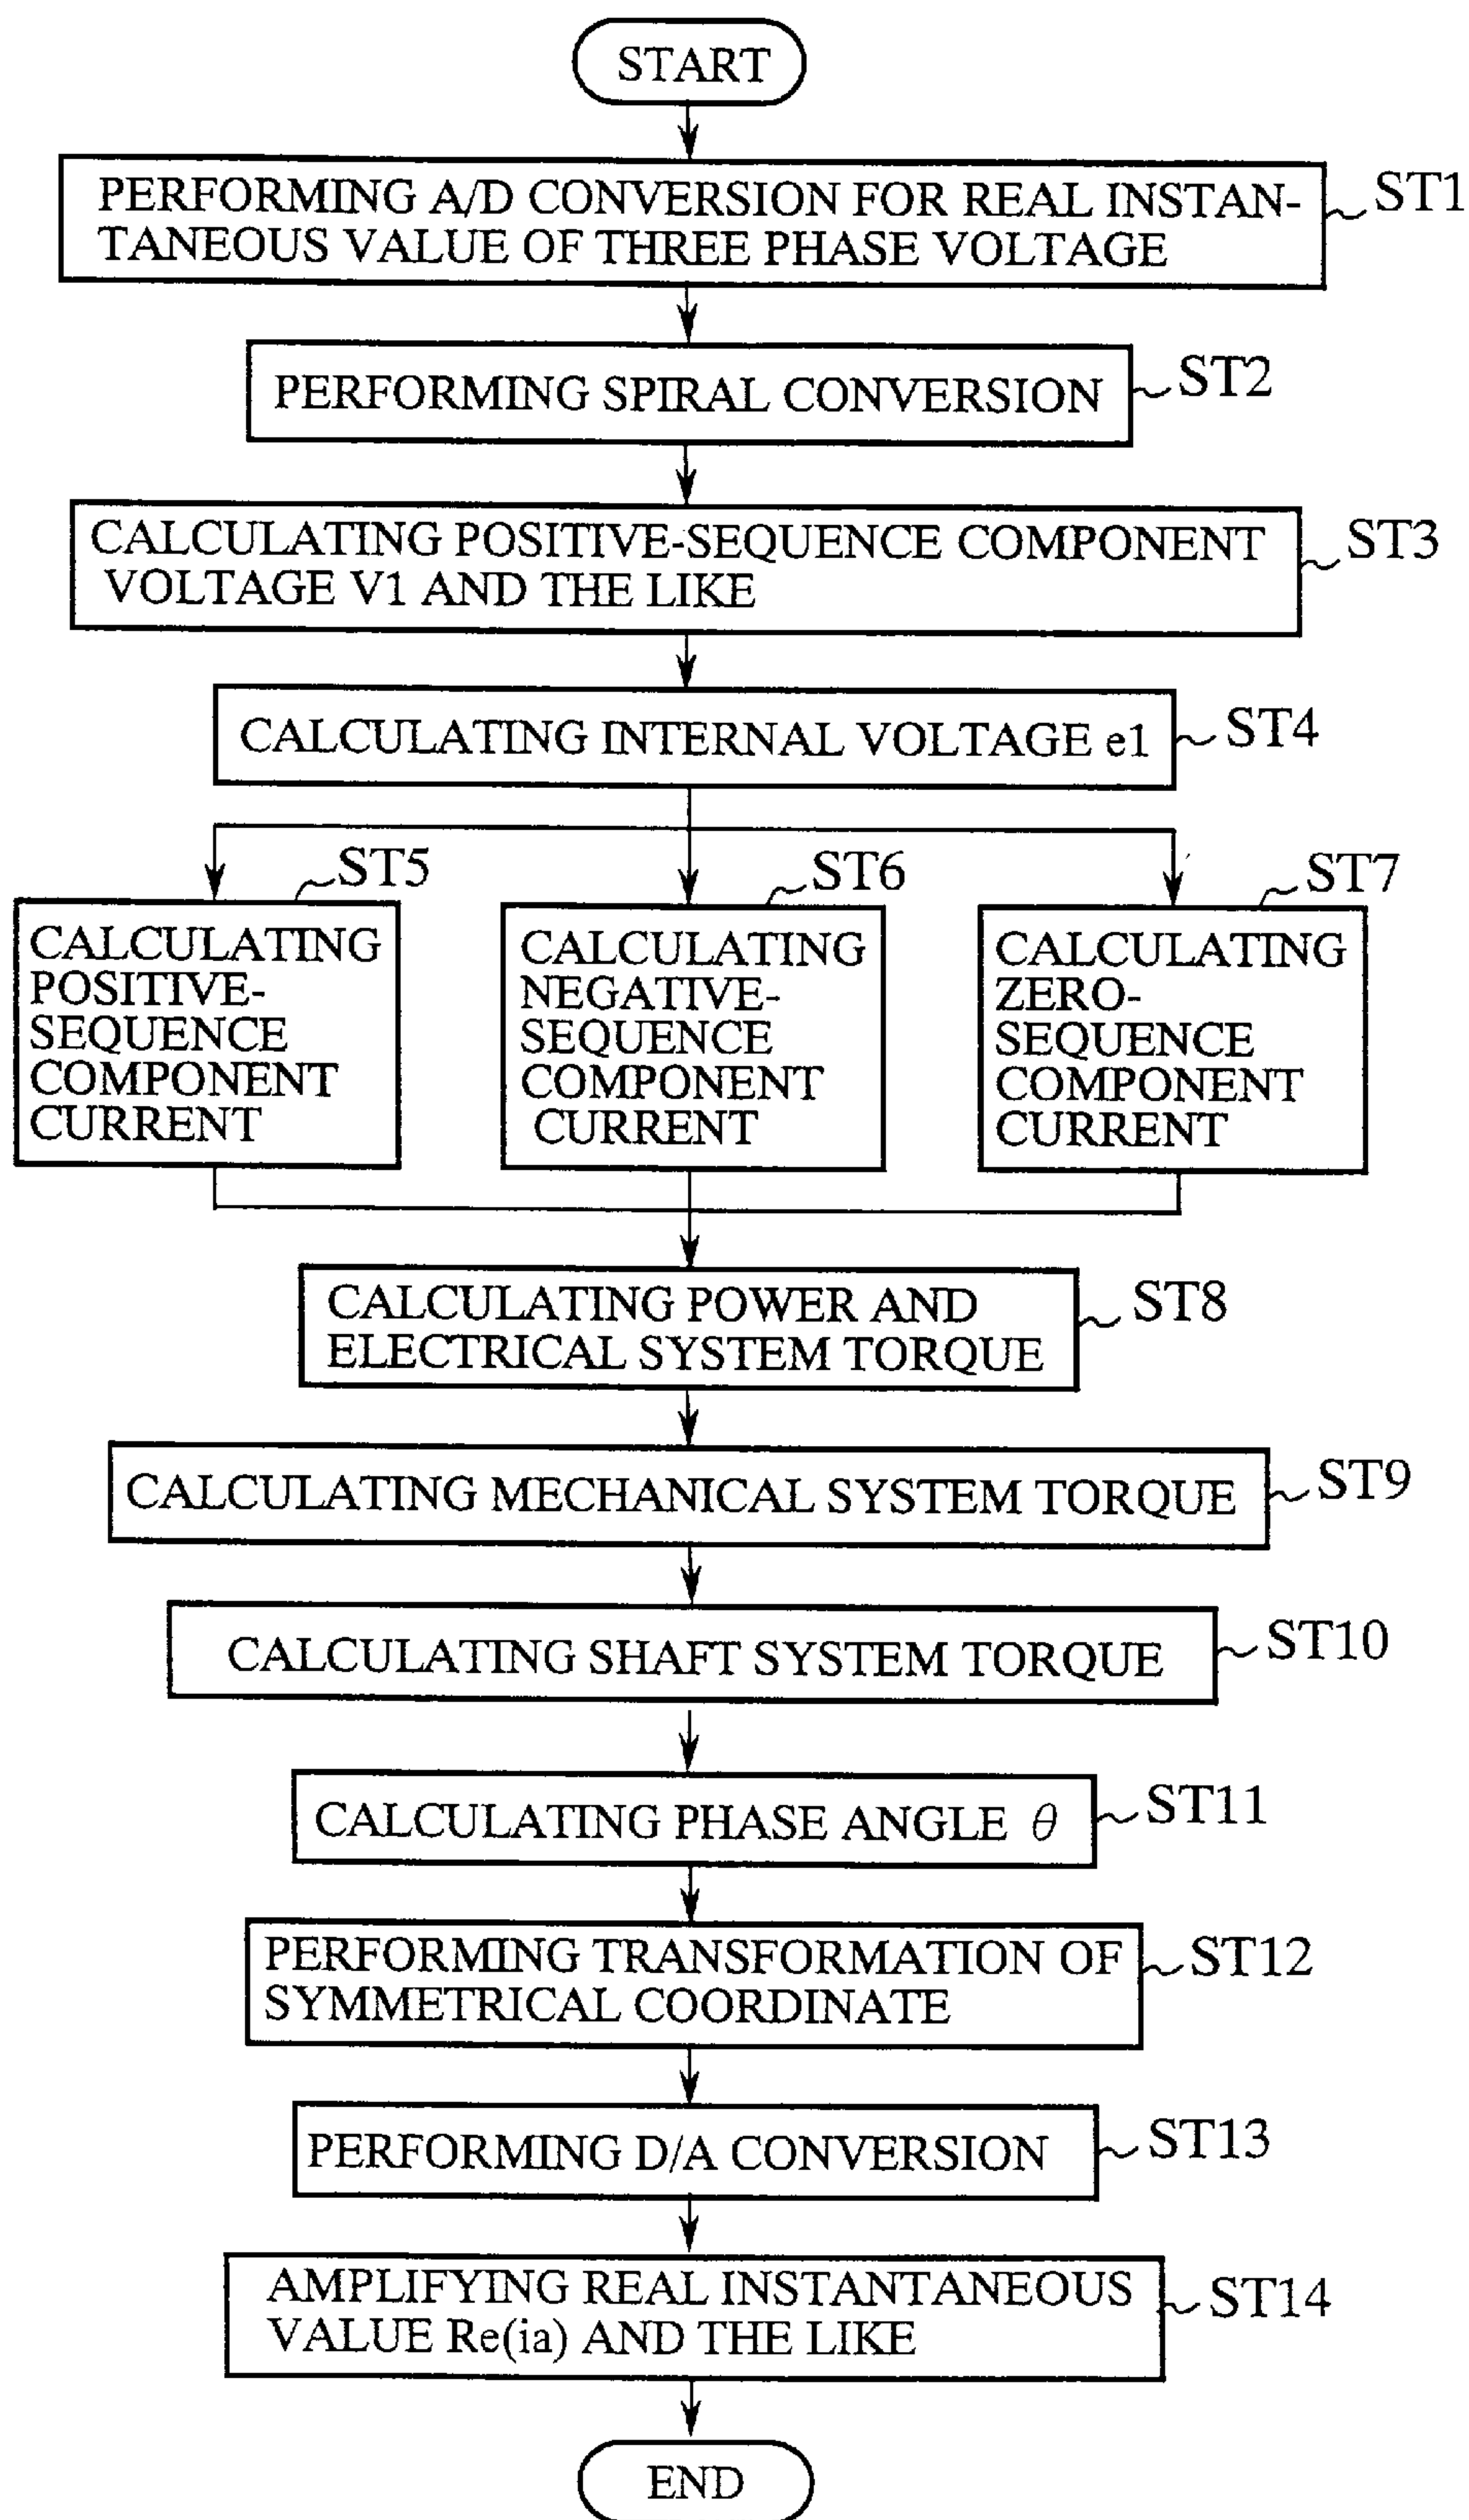 START
PERFORMING A/D CONVERSION FOR REAL INSTAN-
TANEOUS VALUE OF THREE PHASE VOLTAGE
ST1
PERFORMING SPIRAL CONVERSION
ST2
CALCULATING POSITIVE-SEQUENCE COMPONENT
VOLTAGE V1 AND THE LIKE
ST3
CALCULATING INTERNAL VOLTAGE e1
ST4
ST5
CALCULATING
POSITIVE-
SEQUENCE
COMPONENT
CURRENT
ST6
CALCULATING
NEGATIVE-
SEQUENCE
COMPONENT
CURRENT
ST7
CALCULATING
ZERO-
SEQUENCE
COMPONENT
CURRENT
CALCULATING POWER AND
ELECTRICAL SYSTEM TORQUE
ST8
CALCULATING MECHANICAL SYSTEM TORQUE
ST9
CALCULATING SHAFT SYSTEM TORQUE
ST10
CALCULATING PHASE ANGLE θ
ST11
PERFORMING TRANSFORMATION OF
SYMMETRICAL COORDINATE
ST12
PERFORMING D/A CONVERSION
ST13
AMPLIFYING REAL INSTANTANEOUS
VALUE Re(ia) AND THE LIKE
ST14
END